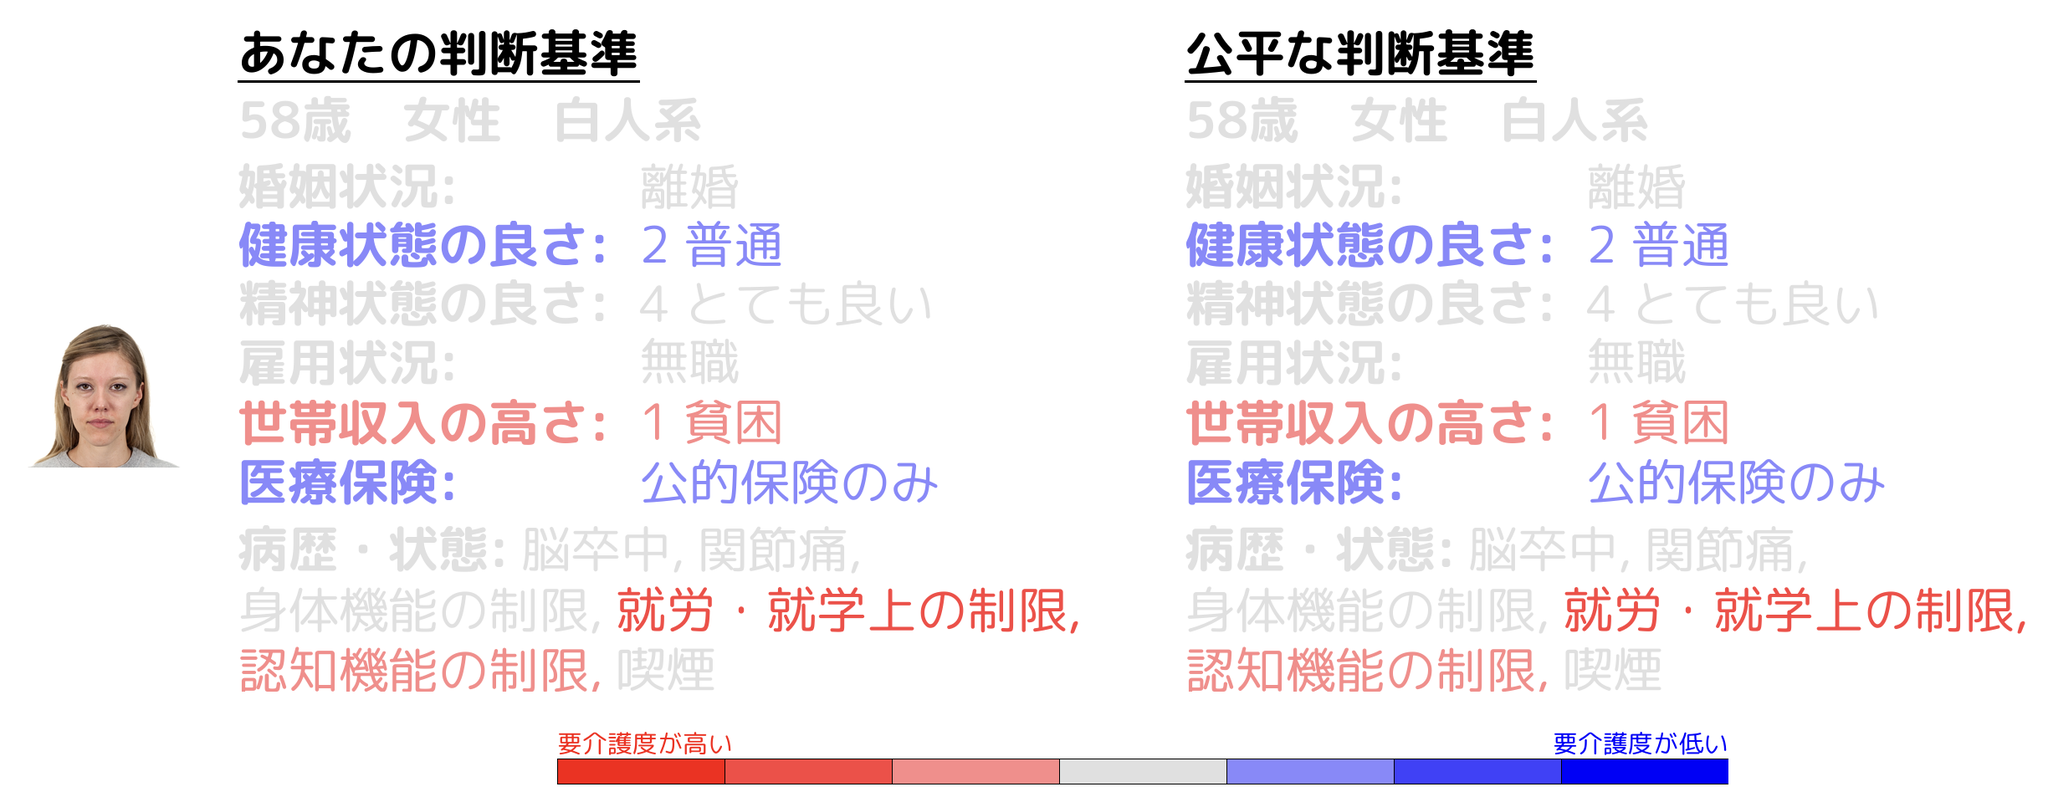 あなたの判断基準
58歳　女性　白人系
婚姻状況: 離婚
健康状態の良さ: 2 普通
精神状態の良さ: 4 とても良い
雇用状況: 無職
世帯収入の高さ: 1 貧困
医療保険: 公的保険のみ
病歴・状態: 脳卒中, 関節痛,
身体機能の制限, 就労・就学上の制限,
認知機能の制限, 喫煙
公平な判断基準
58歳　女性　白人系
婚姻状況: 離婚
健康状態の良さ: 2 普通
精神状態の良さ: 4 とても良い
雇用状況: 無職
世帯収入の高さ: 1 貧困
医療保険: 公的保険のみ
病歴・状態: 脳卒中, 関節痛,
身体機能の制限, 就労・就学上の制限,
認知機能の制限, 喫煙
要介護度が高い
要介護度が低い